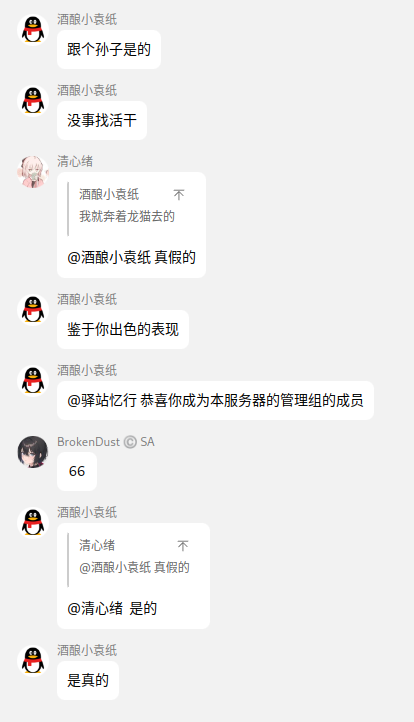 酒酿小袁纸
跟个孙子是的
酒酿小袁纸
没事找活干
清心绪
酒酿小袁纸
我就奔着龙猫去的
@酒酿小袁纸 真假的
酒酿小袁纸
鉴于你出色的表现
酒酿小袁纸
@驿站忆行 恭喜你成为本服务器的管理组的成员
BrokenDust © SA
66
酒酿小袁纸
清心绪
@酒酿小袁纸 真假的
@清心绪 是的
酒酿小袁纸
是真的